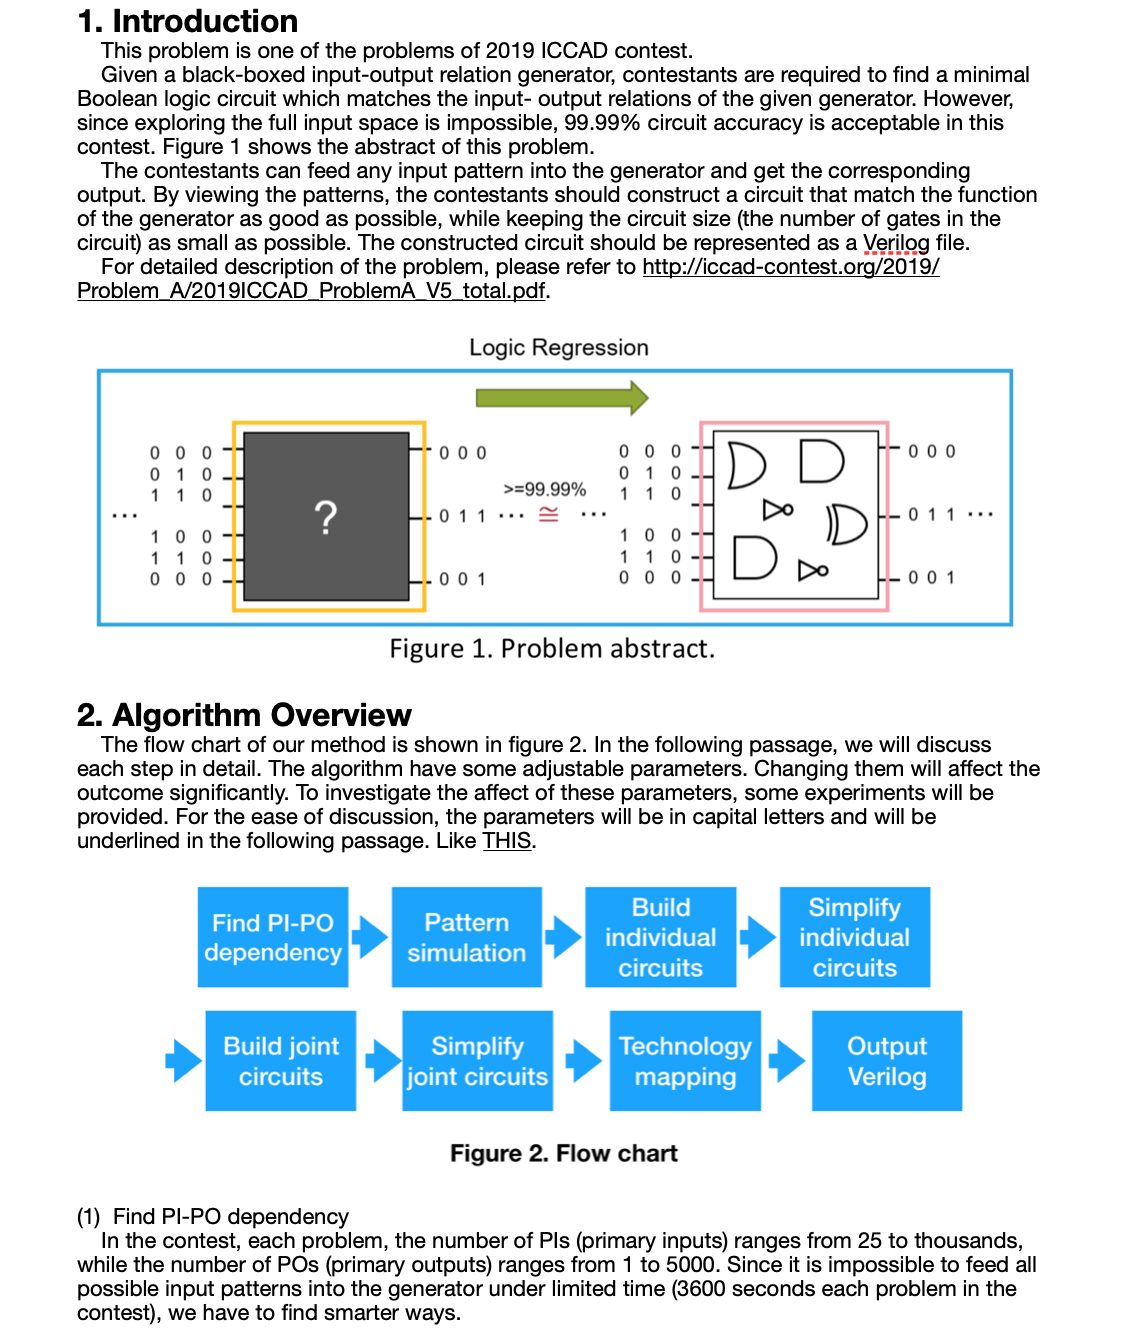 1. Introduction
This problem is one of the problems of 2019 ICCAD contest.
Given a black-boxed input-output relation generator, contestants are required to find a minimal
Boolean logic circuit which matches the input- output relations of the given generator. However,
since exploring the full input space is impossible, 99.99% circuit accuracy is acceptable in this
contest. Figure 1 shows the abstract of this problem.
The contestants can feed any input pattern into the generator and get the corresponding
output. By viewing the patterns, the contestants should construct a circuit that match the function
of the generator as good as possible, while keeping the circuit size (the number of gates in the
circuit) as small as possible. The constructed circuit should be represented as a Verilog file.
For detailed description of the problem, please refer to http://iccad-contest.org/2019/
Problem_A/2019ICCAD_ProblemA_V5_total.pdf.
Logic Regression
0 0 0
0 1 0
1 1 0
...
1 0 0
1 1 0
0 0 0
?
0 0 0
0 1 1 ...
0 0 1
>=99.99%
≅
...
0 0 0
0 1 0
1 1 0
1 0 0
1 1 0
0 0 0
0 0 0
0 1 1 ...
0 0 1
Figure 1. Problem abstract.
2. Algorithm Overview
The flow chart of our method is shown in figure 2. In the following passage, we will discuss
each step in detail. The algorithm have some adjustable parameters. Changing them will affect the
outcome significantly. To investigate the affect of these parameters, some experiments will be
provided. For the ease of discussion, the parameters will be in capital letters and will be
underlined in the following passage. Like THIS.
Find PI-PO
dependency
Pattern
simulation
Build
individual
circuits
Simplify
individual
circuits
Build joint
circuits
Simplify
joint circuits
Technology
mapping
Output
Verilog
Figure 2. Flow chart
(1) Find PI-PO dependency
In the contest, each problem, the number of PIs (primary inputs) ranges from 25 to thousands,
while the number of POs (primary outputs) ranges from 1 to 5000. Since it is impossible to feed all
possible input patterns into the generator under limited time (3600 seconds each problem in the
contest), we have to find smarter ways.